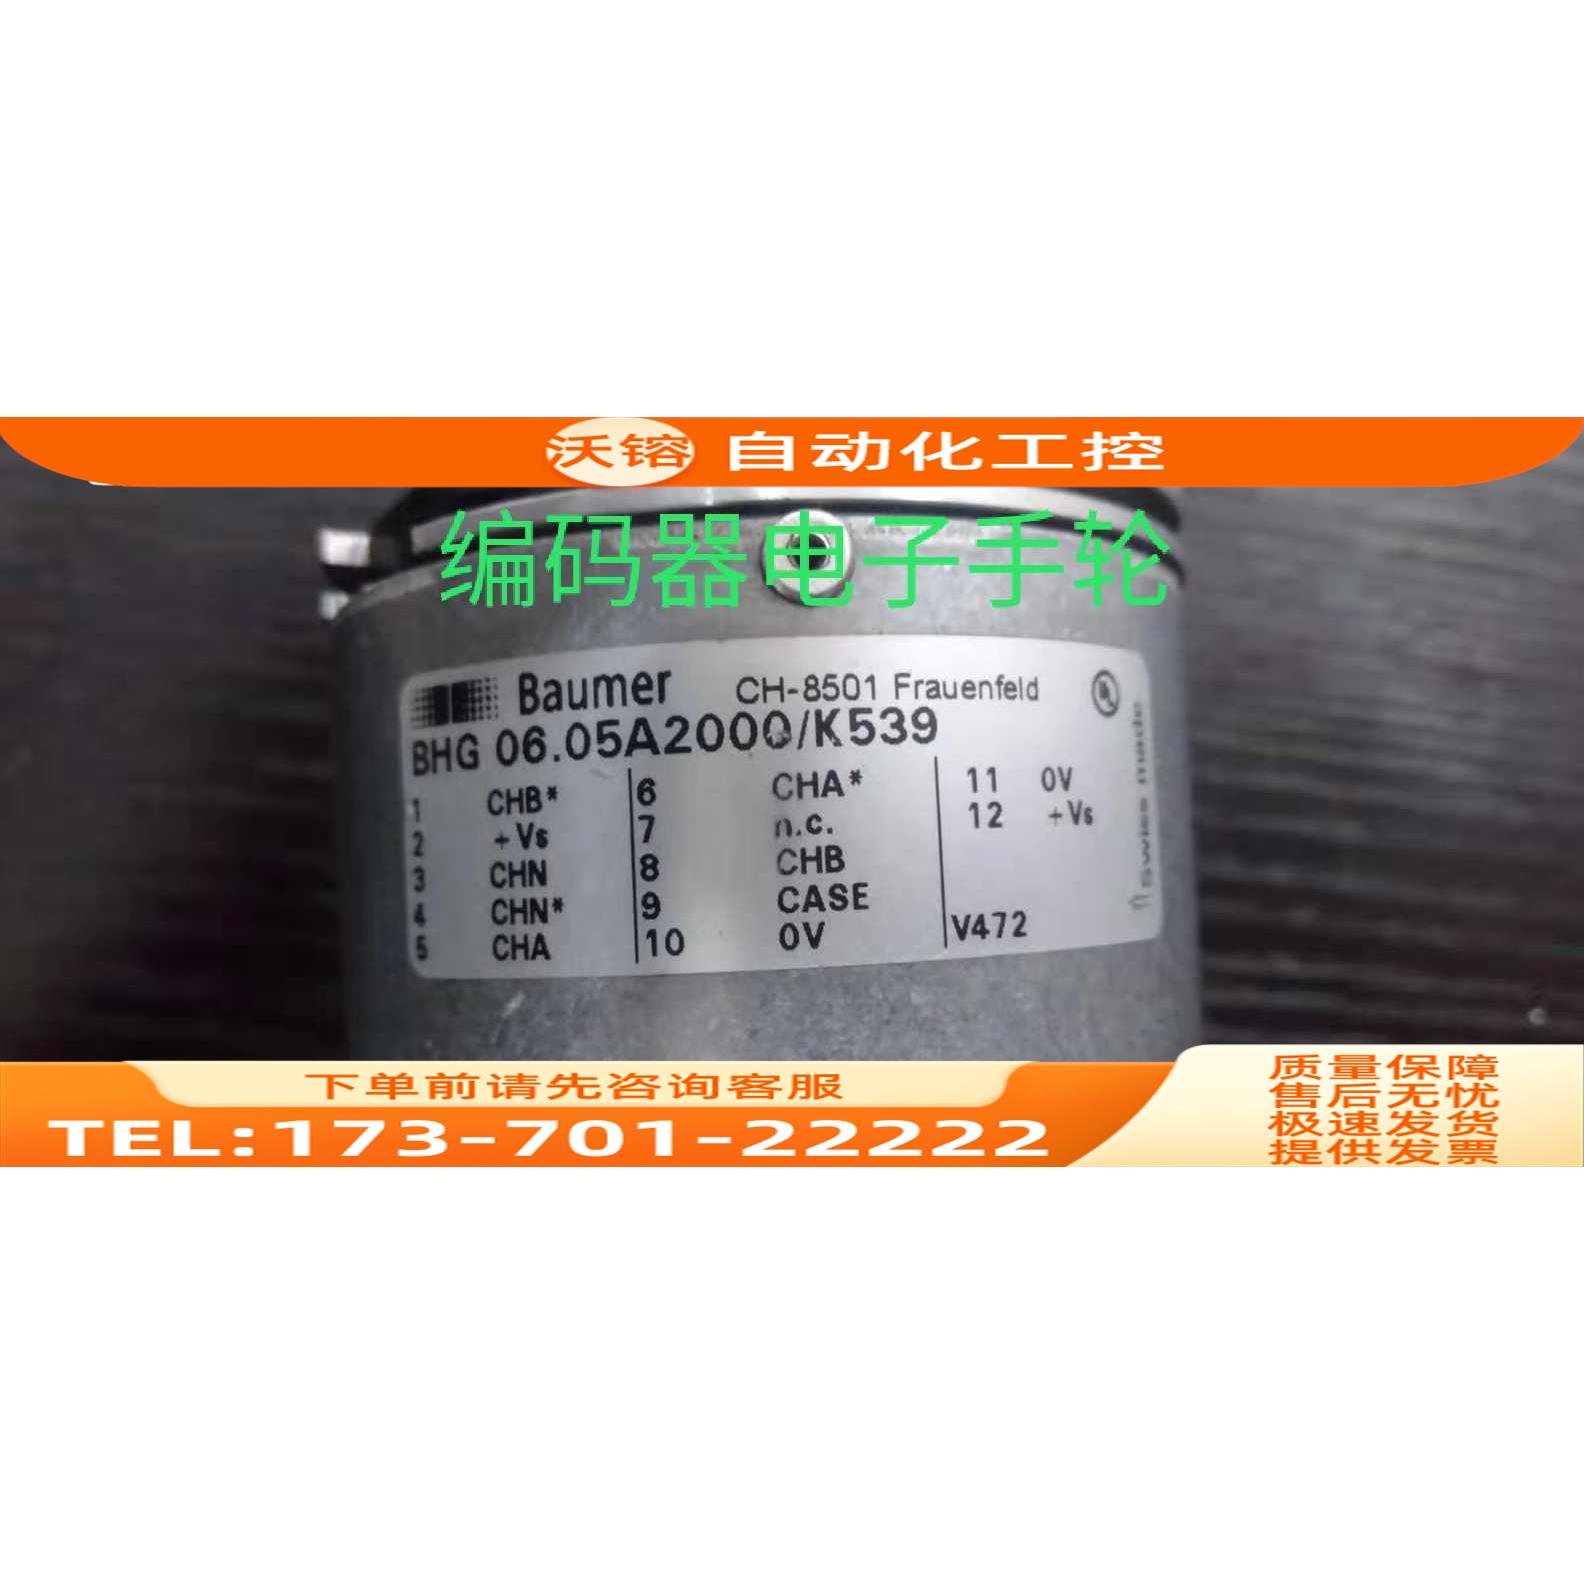 沃镕 自动化工控
编码器电子手轮
Baumer CH-8501 Frauenfeld
BHG 06.05A2000/K539
1 CHB* 6 CHA* 11 0V
2 +Vs 7 n.c. 12 +Vs
3 CHN 8 CHB
4 CHN* 9 CASE
5 CHA 10 0V V472
swiss made
下单前请先咨询客服
TEL:173-701-22222
质量保障
售后无忧
极速发货
提供发票